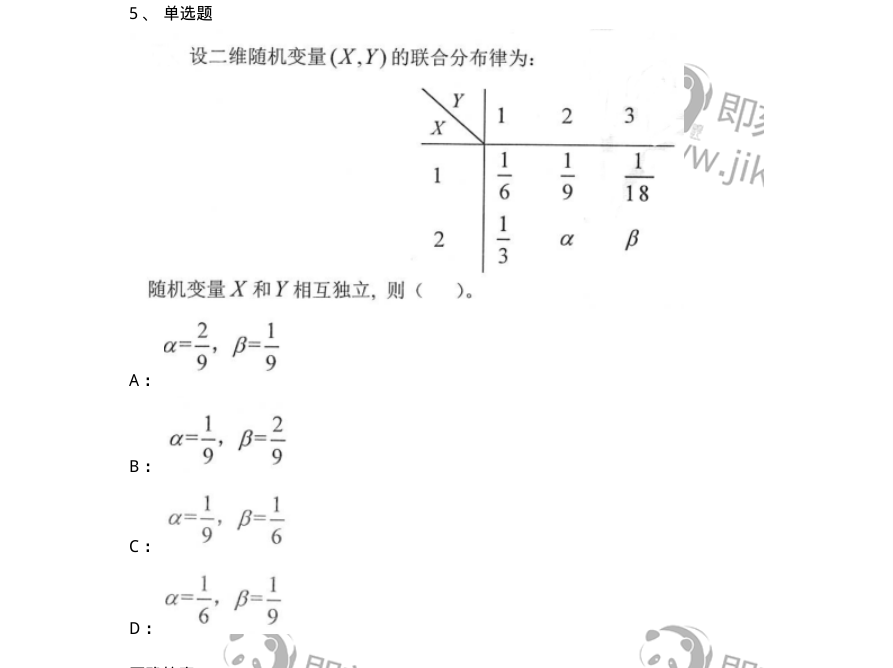 5 、 单选题
设二维随机变量(X,Y)的联合分布律为:
Y
X
1 2 3
1 1/6 1/9 1/18
2 1/3 α β
随机变量 X 和 Y 相互独立, 则 ( )。
α=2/9, β=1/9
A :
α=1/9, β=2/9
B :
α=1/9, β=1/6
C :
α=1/6, β=1/9
D :